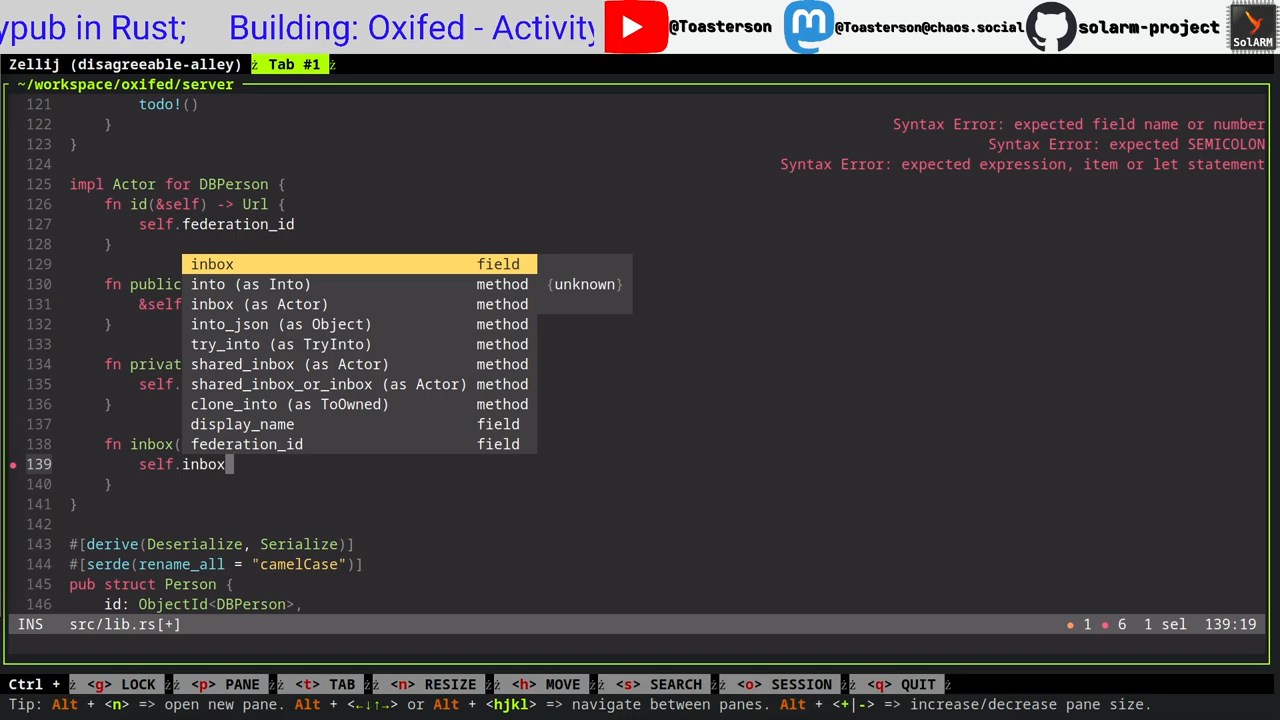 ypub in Rust;    Building: Oxifed - Activity
@Toasterson
@Toasterson@chaos.social
solarm-project
SolARM
Zellij (disagreeable-alley) Tab #1
~/workspace/oxifed/server
121 todo!()
122 } Syntax Error: expected field name or number
123 } Syntax Error: expected SEMICOLON
124 Syntax Error: expected expression, item or let statement
125 impl Actor for DBPerson {
126 fn id(&self) -> Url {
127 self.federation_id
128 }
129 inbox field
130 fn public into (as Into) method {unknown}
131 &self inbox (as Actor) method
132 } into_json (as Object) method
133 try_into (as TryInto) method
134 fn privat shared_inbox (as Actor) method
135 self. shared_inbox_or_inbox (as Actor) method
136 } clone_into (as ToOwned) method
137 display_name field
138 fn inbox( federation_id field
139 self.inbox
140 }
141 }
142
143 #[derive(Deserialize, Serialize)]
144 #[serde(rename_all = "camelCase")]
145 pub struct Person {
146 id: ObjectId<DBPerson>,
INS src/lib.rs[+] 1 6 1 sel 139:19
Ctrl + <g> LOCK <p> PANE <t> TAB <n> RESIZE <h> MOVE <s> SEARCH <o> SESSION <q> QUIT
Tip: Alt + <n> => open new pane. Alt + <←↓↑→> or Alt + <hjkl> => navigate between panes. Alt + <+|-> => increase/decrease pane size.